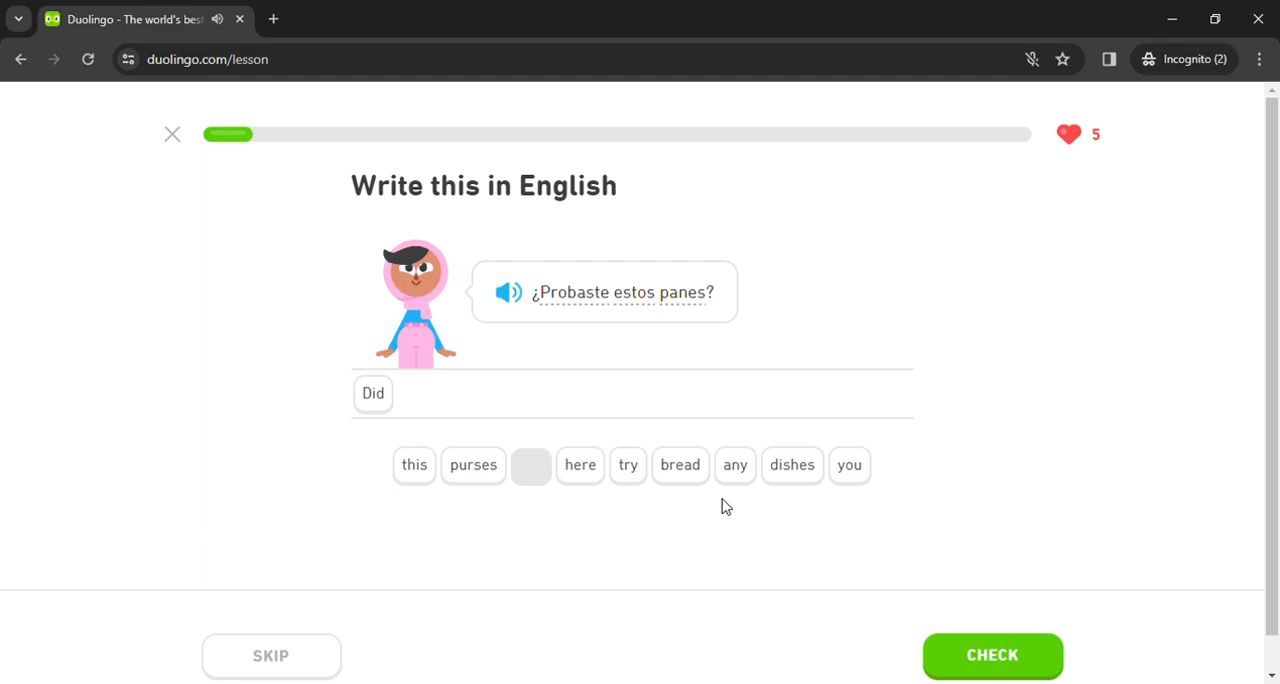 Duolingo - The world's best
duolingo.com/lesson
Incognito (2)
5
Write this in English
¿Probaste estos panes?
Did
this purses here try bread any dishes you
SKIP
CHECK